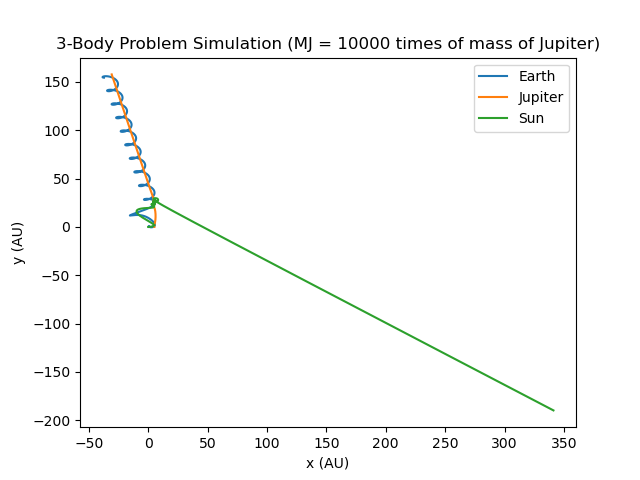 3-Body Problem Simulation (MJ = 10000 times of mass of Jupiter)
Earth
Jupiter
Sun
150
100
50
0
−50
−100
−150
−200
y (AU)
−50
0
50
100
150
200
250
300
350
x (AU)